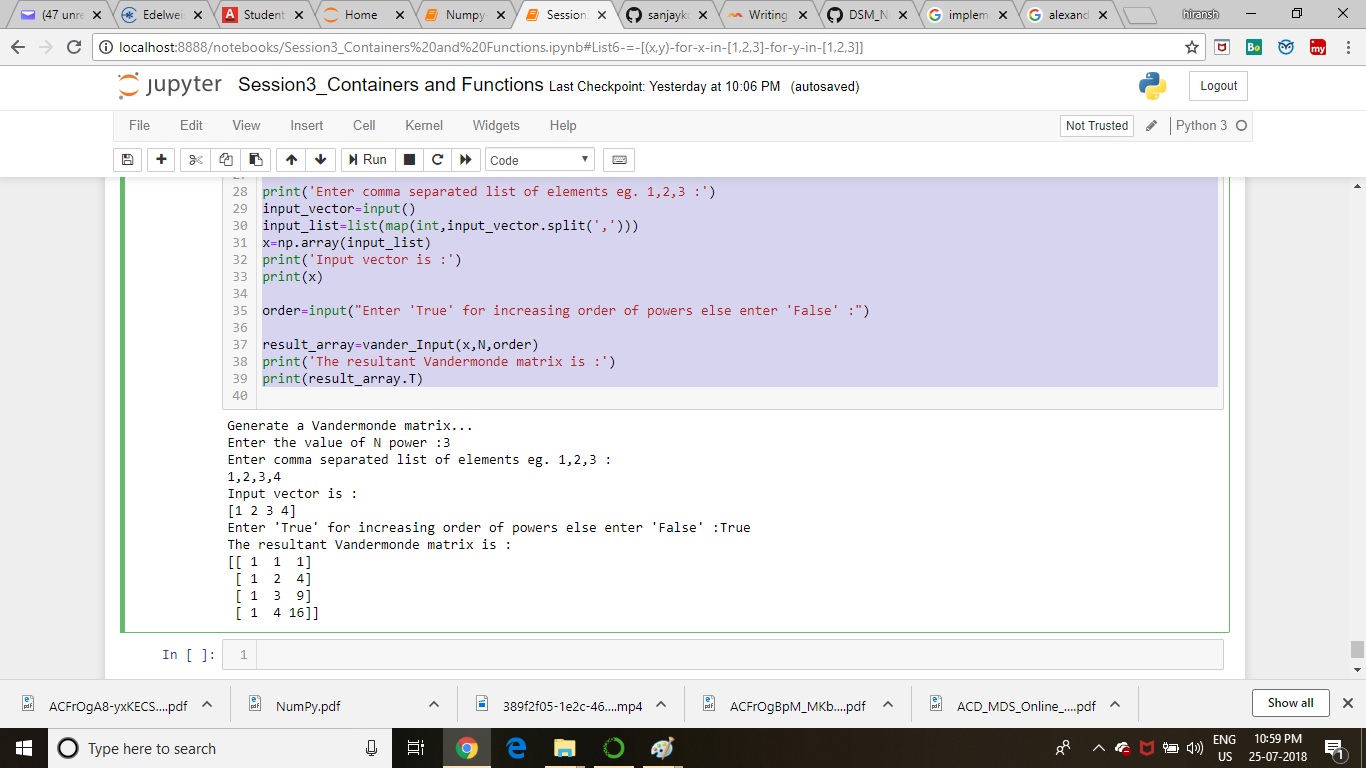 (47 unre
Edelwei
Student
Home
Numpy
Session
sanjayk
Writing
DSM_N
implem
alexand
hiransh
localhost:8888/notebooks/Session3_Containers%20and%20Functions.ipynb#List6-=-[(x,y)-for-x-in-[1,2,3]-for-y-in-[1,2,3]]
jupyter Session3_Containers and Functions Last Checkpoint: Yesterday at 10:06 PM (autosaved)
Logout
File Edit View Insert Cell Kernel Widgets Help
Not Trusted
Python 3
Run
Code
28 print('Enter comma separated list of elements eg. 1,2,3 :')
29 input_vector=input()
30 input_list=list(map(int,input_vector.split(',')))
31 x=np.array(input_list)
32 print('Input vector is :')
33 print(x)
34
35 order=input("Enter 'True' for increasing order of powers else enter 'False' :")
36
37 result_array=vander_Input(x,N,order)
38 print('The resultant Vandermonde matrix is :')
39 print(result_array.T)
40
Generate a Vandermonde matrix...
Enter the value of N power :3
Enter comma separated list of elements eg. 1,2,3 :
1,2,3,4
Input vector is :
[1 2 3 4]
Enter 'True' for increasing order of powers else enter 'False' :True
The resultant Vandermonde matrix is :
[[ 1  1  1]
 [ 1  2  4]
 [ 1  3  9]
 [ 1  4 16]]
In [ ]: 1
ACFrOgA8-yxKECS....pdf
NumPy.pdf
389f2f05-1e2c-46....mp4
ACFrOgBpM_MKb....pdf
ACD_MDS_Online_....pdf
Show all
Type here to search
ENG
US
10:59 PM
25-07-2018
1